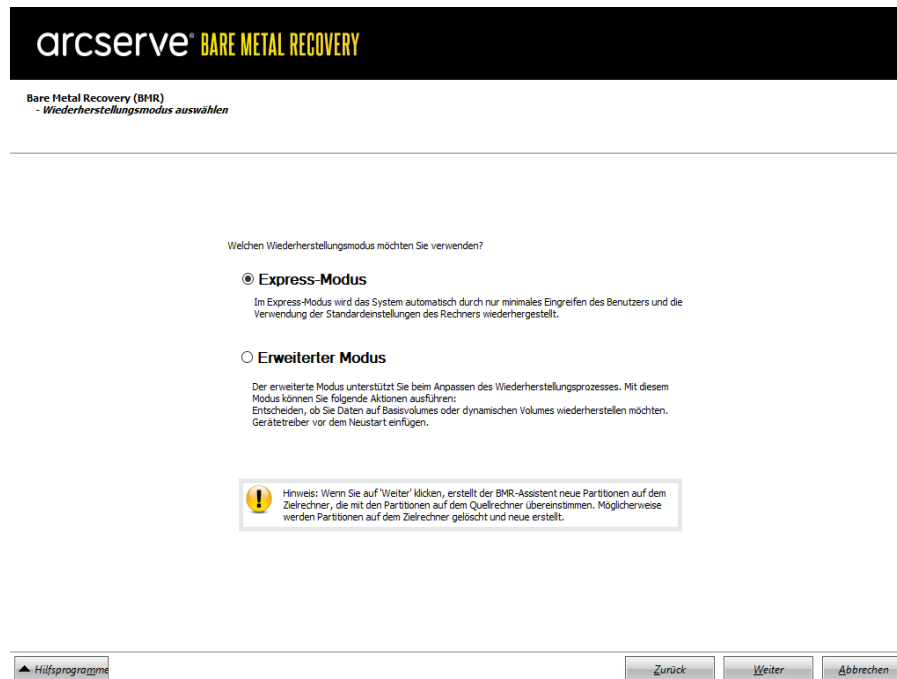 arcserve® BARE METAL RECOVERY
Bare Metal Recovery (BMR)
- Wiederherstellungsmodus auswählen
Welchen Wiederherstellungsmodus möchten Sie verwenden?
Express-Modus
Im Express-Modus wird das System automatisch durch nur minimales Eingreifen des Benutzers und die
Verwendung der Standardeinstellungen des Rechners wiederhergestellt.
Erweiterter Modus
Der erweiterte Modus unterstützt Sie beim Anpassen des Wiederherstellungsprozesses. Mit diesem
Modus können Sie folgende Aktionen ausführen:
Entscheiden, ob Sie Daten auf Basisvolumes oder dynamischen Volumes wiederherstellen möchten.
Gerätetreiber vor dem Neustart einfügen.
Hinweis: Wenn Sie auf 'Weiter' klicken, erstellt der BMR-Assistent neue Partitionen auf dem
Zielrechner, die mit den Partitionen auf dem Quellrechner übereinstimmen. Möglicherweise
werden Partitionen auf dem Zielrechner gelöscht und neue erstellt.
Hilfsprogramme Zurück Weiter Abbrechen